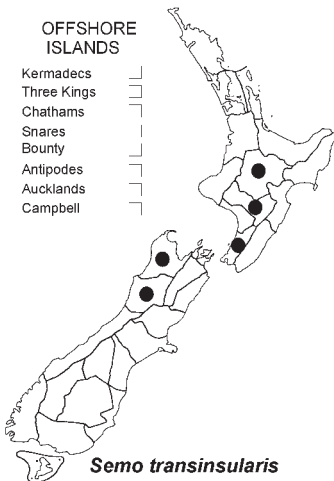 OFFSHORE
ISLANDS
Kermadecs
Three Kings
Chathams
Snares
Bounty
Antipodes
Aucklands
Campbell
Semo transinsularis